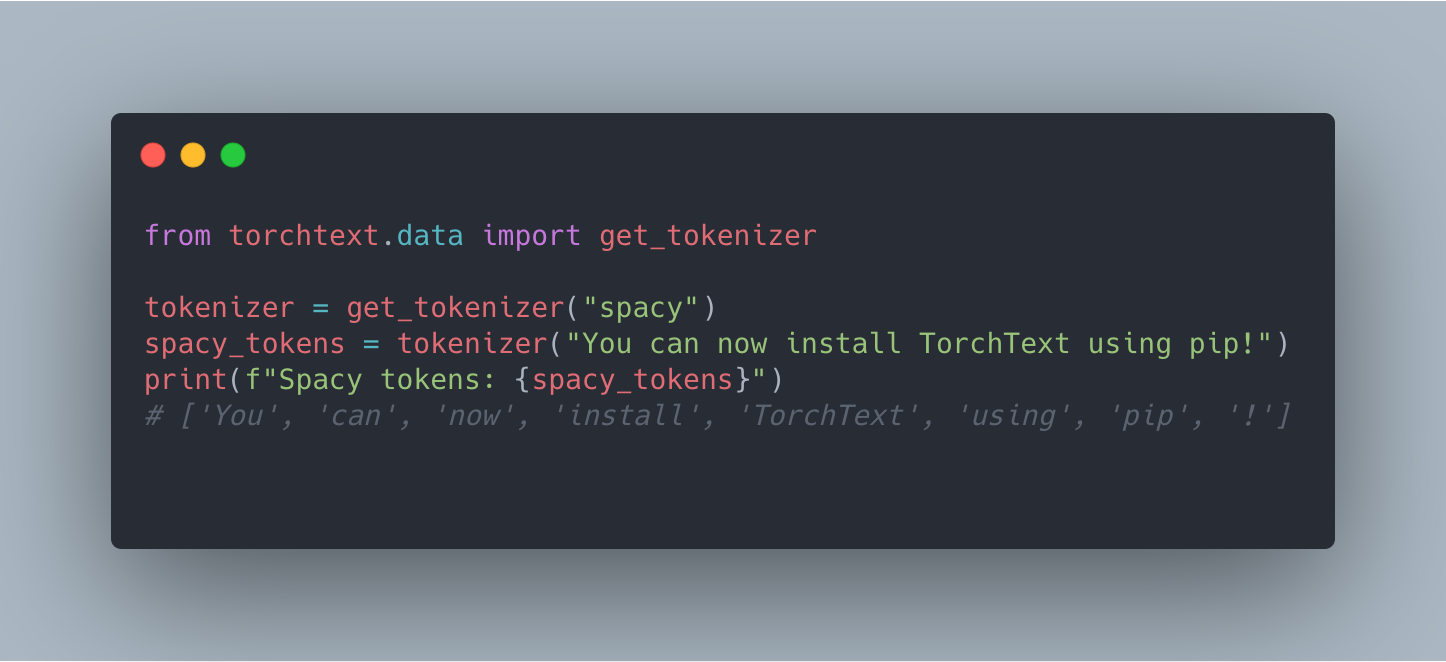 from torchtext.data import get_tokenizer
tokenizer = get_tokenizer("spacy")
spacy_tokens = tokenizer("You can now install TorchText using pip!")
print(f"Spacy tokens: {spacy_tokens}")
# ['You', 'can', 'now', 'install', 'TorchText', 'using', 'pip', '!']